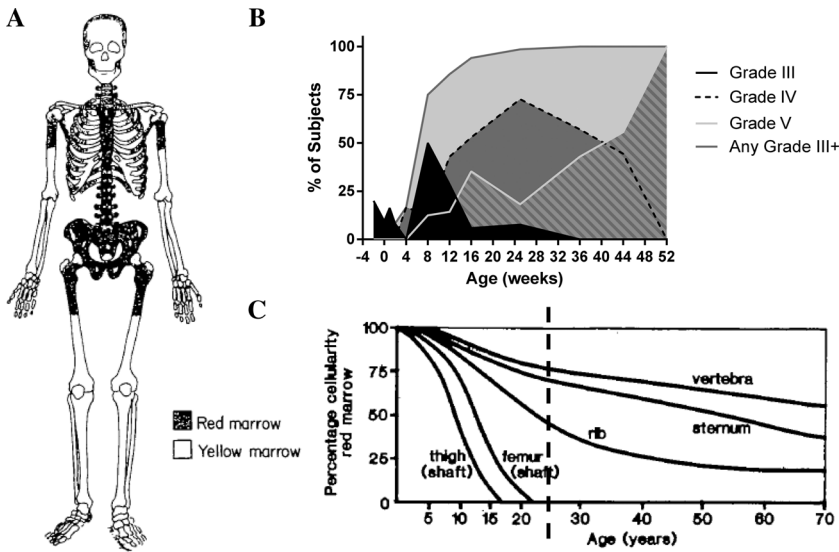 A
Red marrow
Yellow marrow
B
% of Subjects
100
75
50
25
0
-4 0 4 8 12 16 20 24 28 32 36 40 44 48 52
Age (weeks)
Grade III
Grade IV
Grade V
Any Grade III+
C
Percentage cellularity
red marrow
100
75
50
25
0
vertebra
sternum
rib
thigh
(shaft)
femur
(shaft)
5 10 15 20 30 40 50 60 70
Age (years)